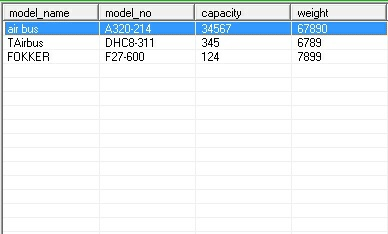 model_name model_no capacity weight
air bus A320-214 34567 67890
TAirbus DHC8-311 345 6789
FOKKER F27-600 124 7899